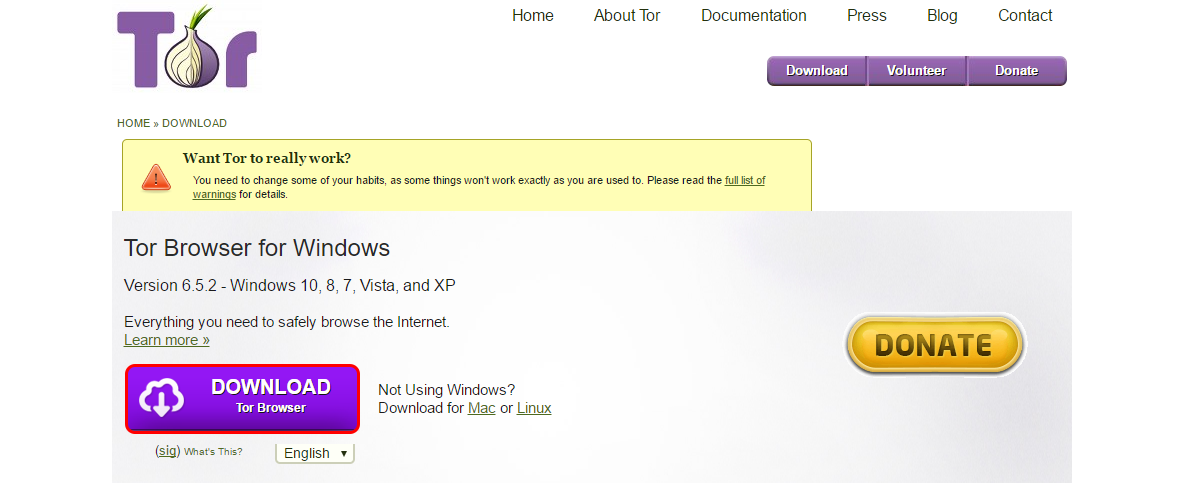 Tor
Home About Tor Documentation Press Blog Contact
Download Volunteer Donate
HOME » DOWNLOAD
Want Tor to really work?
You need to change some of your habits, as some things won't work exactly as you are used to. Please read the full list of
warnings for details.
Tor Browser for Windows
Version 6.5.2 - Windows 10, 8, 7, Vista, and XP
Everything you need to safely browse the Internet.
Learn more »
DONATE
DOWNLOAD
Tor Browser
Not Using Windows?
Download for Mac or Linux
(sig) What's This?
English